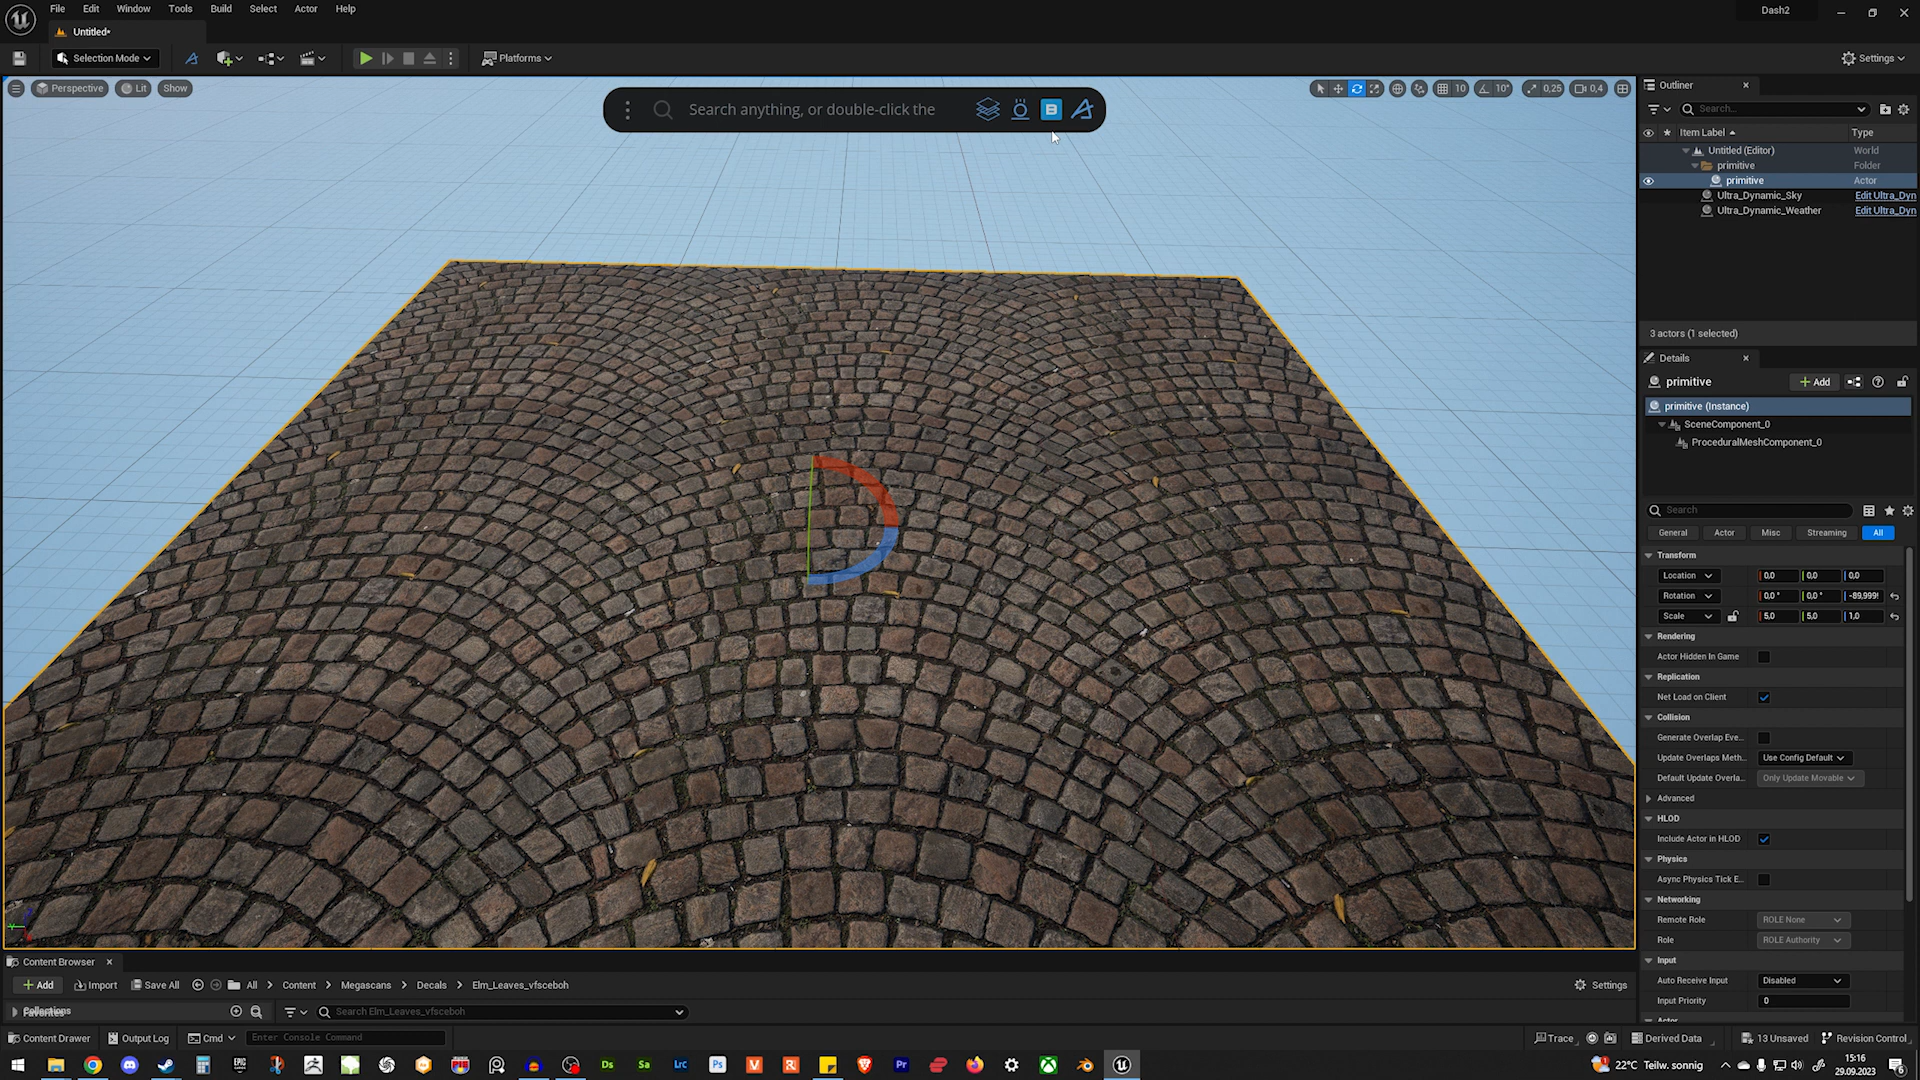 File Edit Window Tools Build Select Actor Help
Dash2
Untitled*
Selection Mode
Platforms
Settings
Perspective Lit Show
Search anything, or double-click the
10 10° 0,25 0,4
Outliner
Search...
Item Label Type
Untitled (Editor) World
primitive Folder
primitive Actor
Ultra_Dynamic_Sky Edit Ultra_Dyn
Ultra_Dynamic_Weather Edit Ultra_Dyn
3 actors (1 selected)
Details
primitive
Add
primitive (Instance)
SceneComponent_0
ProceduralMeshComponent_0
Search
General Actor Misc Streaming All
Transform
Location 0,0 0,0 0,0
Rotation 0,0 ° 0,0 ° -89,999
Scale 5,0 5,0 1,0
Rendering
Actor Hidden In Game
Replication
Net Load on Client
Collision
Generate Overlap Eve...
Update Overlaps Meth... Use Config Default
Default Update Overla... Only Update Movable
Advanced
HLOD
Include Actor in HLOD
Physics
Async Physics Tick E...
Networking
Remote Role ROLE None
Role ROLE Authority
Input
Auto Receive Input Disabled
Input Priority 0
Actor
Content Browser
Add Import Save All All Content Megascans Decals Elm_Leaves_vfsceboh
Settings
Collections
Search Elm_Leaves_vfsceboh
Content Drawer Output Log Cmd Enter Console Command
Trace Derived Data 13 Unsaved Revision Control
Ds Sa Lrc Ps Pr
22°C Teilw. sonnig
15:16
29.09.2023